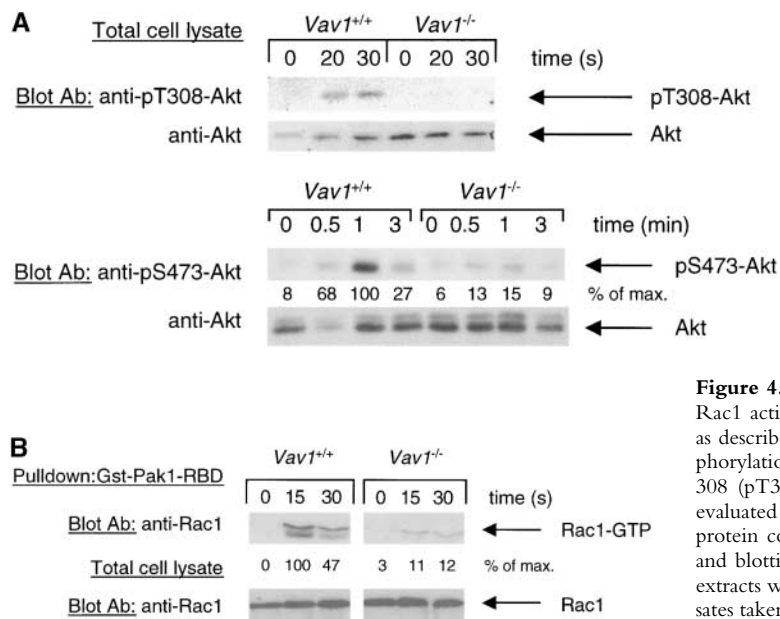 A
Total cell lysate
Vav1+/+ Vav1-/-
0 20 30 0 20 30 time (s)
Blot Ab: anti-pT308-Akt pT308-Akt
anti-Akt Akt
Vav1+/+ Vav1-/-
0 0.5 1 3 0 0.5 1 3 time (min)
Blot Ab: anti-pS473-Akt pS473-Akt
8 68 100 27 6 13 15 9 % of max.
anti-Akt Akt
B
Pulldown:Gst-Pak1-RBD
Vav1+/+ Vav1-/-
0 15 30 0 15 30 time (s)
Blot Ab: anti-Rac1 Rac1-GTP
Total cell lysate 0 100 47 3 11 12 % of max.
Blot Ab: anti-Rac1 Rac1
Figure 4.
Rac1 acti
as describ
phorylatio
308 (pT3
evaluated
protein co
and blotti
extracts w
sates taken